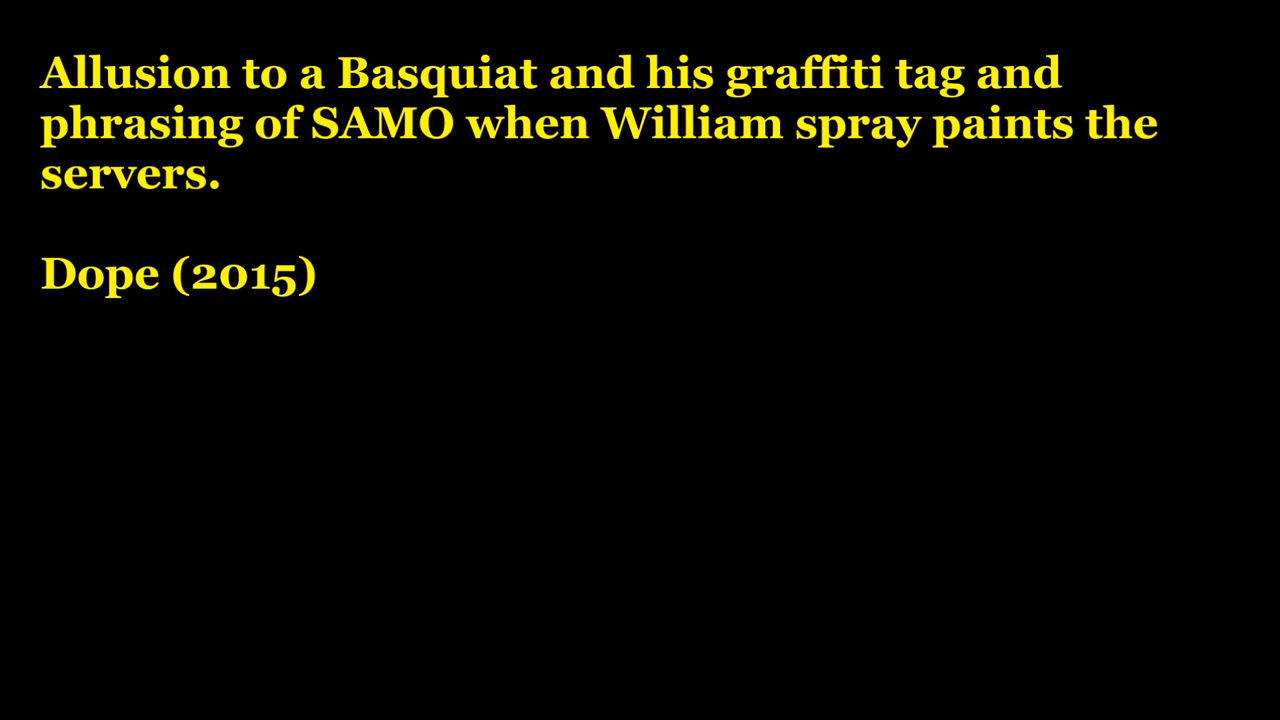 Allusion to a Basquiat and his graffiti tag and
phrasing of SAMO when William spray paints the
servers.
Dope (2015)